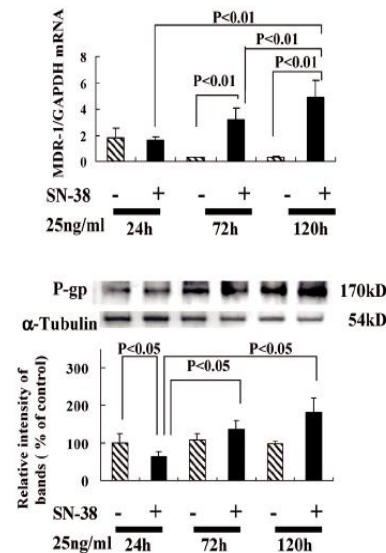 P<0.01
P<0.01
P<0.01 P<0.01
MDR-1/GAPDH mRNA
8
6
4
2
0
SN-38 - + - + - +
25ng/ml 24h 72h 120h
P-gp 170kD
α-Tubulin 54kD
P<0.05 P<0.05
P<0.05
Relative intensity of
bands ( % of control)
300
200
100
0
SN-38 - + - + - +
25ng/ml 24h 72h 120h